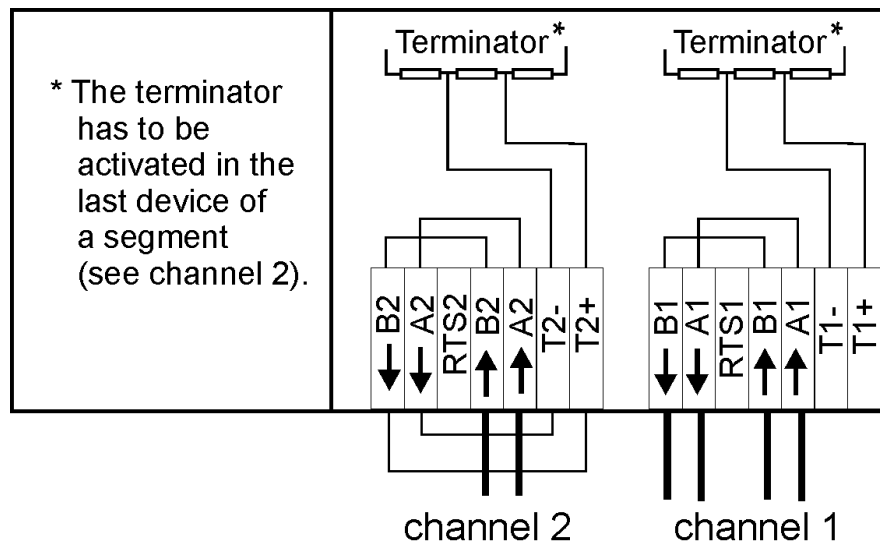 Terminator*
Terminator*
* The terminator
has to be
activated in the
last device of
a segment
(see channel 2).
B2
A2
RTS2
B2
A2
T2-
T2+
B1
A1
RTS1
B1
A1
T1-
T1+
channel 2
channel 1